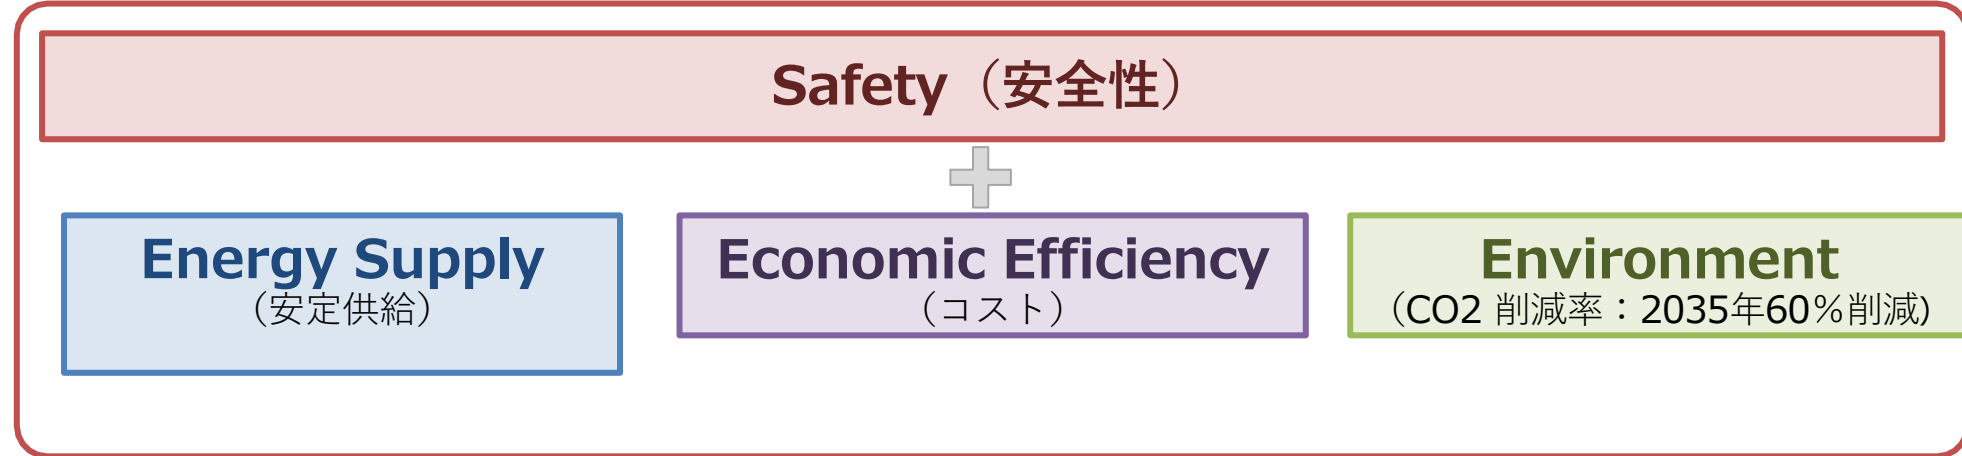 Safety（安全性）
Energy Supply
（安定供給）
Economic Efficiency
（コスト）
Environment
（CO2 削減率：2035年60％削減)